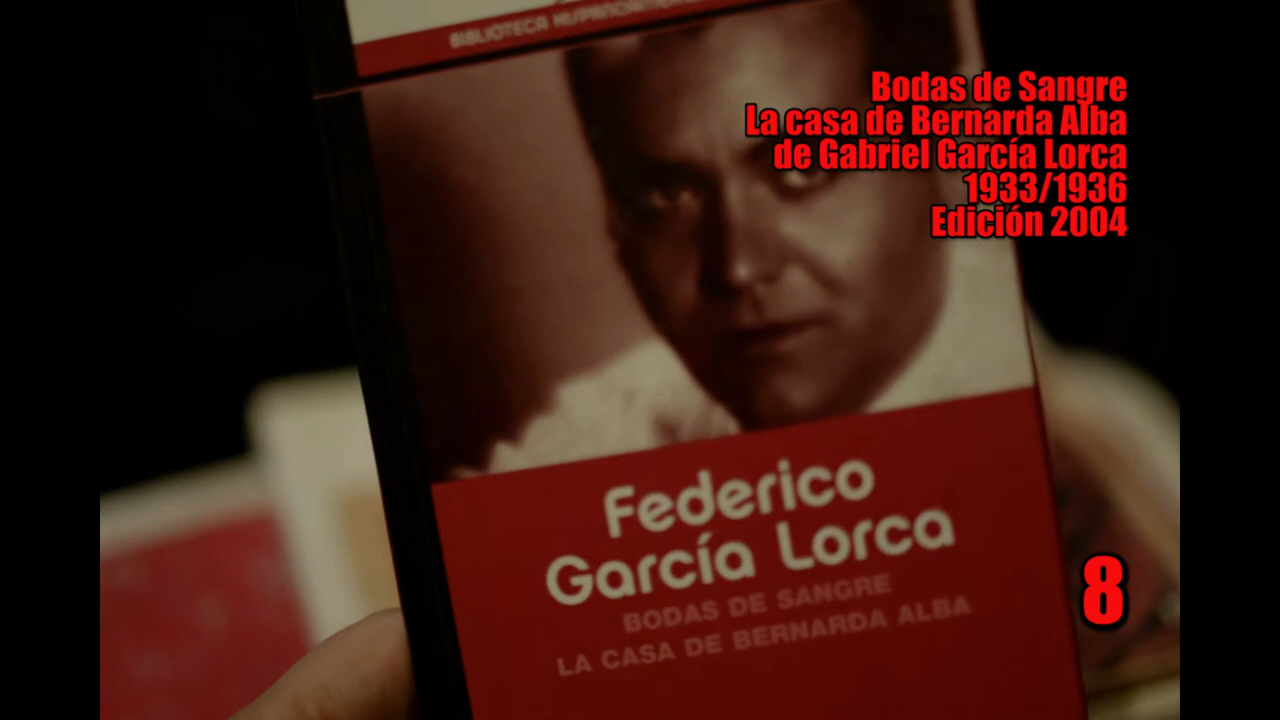 BIBLIOTECA
Bodas de Sangre
La casa de Bernarda Alba
de Gabriel García Lorca
1933/1936
Edición 2004
Federico
García Lorca
BODAS DE SANGRE
LA CASA DE BERNARDA ALBA
8